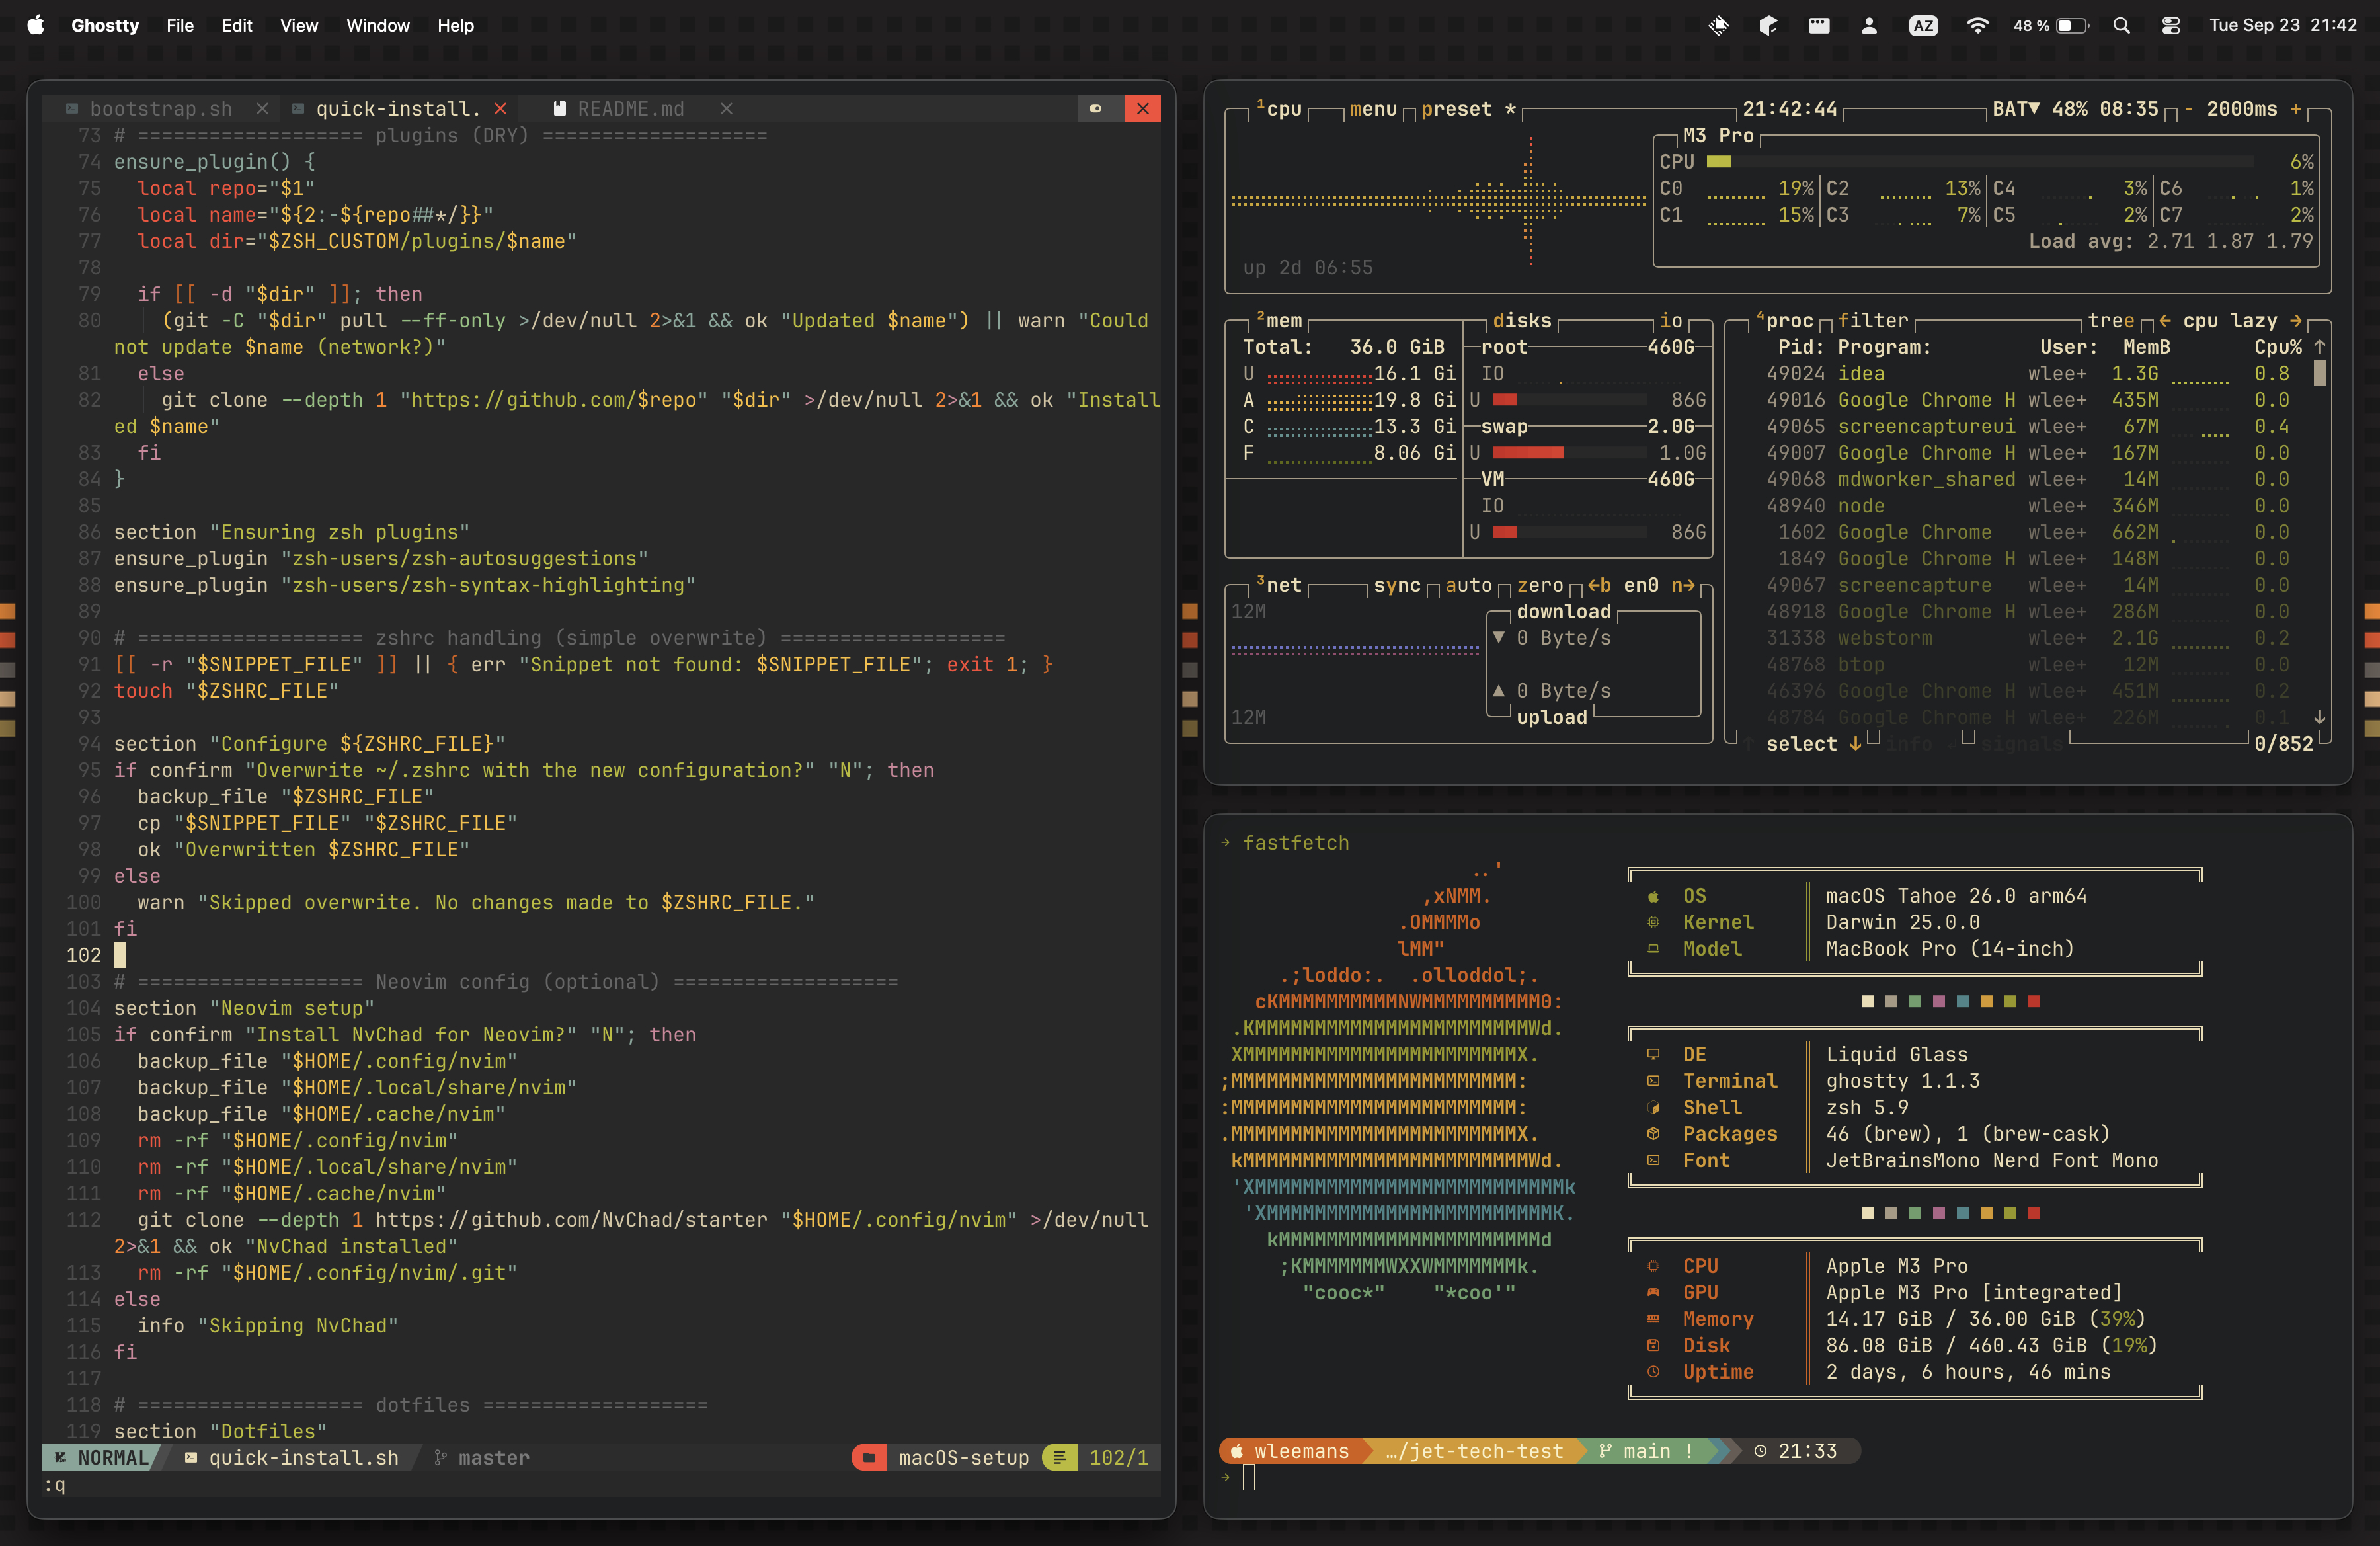 Ghostty File Edit View Window Help
AZ 48 % Tue Sep 23 21:42
bootstrap.sh quick-install. README.md
73 # =================== plugins (DRY) ===================
74 ensure_plugin() {
75 local repo="$1"
76 local name="${2:-${repo##*/}}"
77 local dir="$ZSH_CUSTOM/plugins/$name"
78
79 if [[ -d "$dir" ]]; then
80 (git -C "$dir" pull --ff-only >/dev/null 2>&1 && ok "Updated $name") || warn "Could
not update $name (network?)"
81 else
82 git clone --depth 1 "https://github.com/$repo" "$dir" >/dev/null 2>&1 && ok "Install
ed $name"
83 fi
84 }
85
86 section "Ensuring zsh plugins"
87 ensure_plugin "zsh-users/zsh-autosuggestions"
88 ensure_plugin "zsh-users/zsh-syntax-highlighting"
89
90 # =================== zshrc handling (simple overwrite) ===================
91 [[ -r "$SNIPPET_FILE" ]] || { err "Snippet not found: $SNIPPET_FILE"; exit 1; }
92 touch "$ZSHRC_FILE"
93
94 section "Configure ${ZSHRC_FILE}"
95 if confirm "Overwrite ~/.zshrc with the new configuration?" "N"; then
96 backup_file "$ZSHRC_FILE"
97 cp "$SNIPPET_FILE" "$ZSHRC_FILE"
98 ok "Overwritten $ZSHRC_FILE"
99 else
100 warn "Skipped overwrite. No changes made to $ZSHRC_FILE."
101 fi
102
103 # =================== Neovim config (optional) ===================
104 section "Neovim setup"
105 if confirm "Install NvChad for Neovim?" "N"; then
106 backup_file "$HOME/.config/nvim"
107 backup_file "$HOME/.local/share/nvim"
108 backup_file "$HOME/.cache/nvim"
109 rm -rf "$HOME/.config/nvim"
110 rm -rf "$HOME/.local/share/nvim"
111 rm -rf "$HOME/.cache/nvim"
112 git clone --depth 1 https://github.com/NvChad/starter "$HOME/.config/nvim" >/dev/null
2>&1 && ok "NvChad installed"
113 rm -rf "$HOME/.config/nvim/.git"
114 else
115 info "Skipping NvChad"
116 fi
117
118 # =================== dotfiles ===================
119 section "Dotfiles"
NORMAL quick-install.sh master macOS-setup 102/1
:q
1cpu menu preset * 21:42:44 BAT▼ 48% 08:35 - 2000ms +
M3 Pro
CPU 6%
C0 19% C2 13% C4 3% C6 1%
C1 15% C3 7% C5 2% C7 2%
Load avg: 2.71 1.87 1.79
up 2d 06:55
2mem disks io
Total: 36.0 GiB root 460G
U 16.1 Gi IO
A 19.8 Gi U 86G
C 13.3 Gi swap 2.0G
F 8.06 Gi U 1.0G
VM 460G
IO
U 86G
3net sync auto zero ←b en0 n→
12M download
▼ 0 Byte/s
▲ 0 Byte/s
12M upload
4proc filter tree ← cpu lazy →
Pid: Program: User: MemB Cpu% ↑
49024 idea wlee+ 1.3G 0.8
49016 Google Chrome H wlee+ 435M 0.0
49065 screencaptureui wlee+ 67M 0.4
49007 Google Chrome H wlee+ 167M 0.0
49068 mdworker_shared wlee+ 14M 0.0
48940 node wlee+ 346M 0.0
1602 Google Chrome wlee+ 662M 0.0
1849 Google Chrome H wlee+ 148M 0.0
49067 screencapture wlee+ 14M 0.0
48918 Google Chrome H wlee+ 286M 0.0
31338 webstorm wlee+ 2.1G 0.2
48768 btop wlee+ 12M 0.0
46396 Google Chrome H wlee+ 451M 0.2
48784 Google Chrome H wlee+ 226M 0.1 ↓
↑ select ↓ info signals 0/852
→ fastfetch
..'
,xNMM.
.OMMMMo
lMM"
.;loddo:. .olloddol;.
cKMMMMMMMMMMNWMMMMMMMMMM0:
.KMMMMMMMMMMMMMMMMMMMMMMMWd.
XMMMMMMMMMMMMMMMMMMMMMMMX.
;MMMMMMMMMMMMMMMMMMMMMMMM:
:MMMMMMMMMMMMMMMMMMMMMMMM:
.MMMMMMMMMMMMMMMMMMMMMMMMX.
kMMMMMMMMMMMMMMMMMMMMMMMMWd.
'XMMMMMMMMMMMMMMMMMMMMMMMMMMk
'XMMMMMMMMMMMMMMMMMMMMMMMMK.
kMMMMMMMMMMMMMMMMMMMMMMd
;KMMMMMMMWXXWMMMMMMMk.
"cooc*" "*coo'"
OS macOS Tahoe 26.0 arm64
Kernel Darwin 25.0.0
Model MacBook Pro (14-inch)
DE Liquid Glass
Terminal ghostty 1.1.3
Shell zsh 5.9
Packages 46 (brew), 1 (brew-cask)
Font JetBrainsMono Nerd Font Mono
CPU Apple M3 Pro
GPU Apple M3 Pro [integrated]
Memory 14.17 GiB / 36.00 GiB (39%)
Disk 86.08 GiB / 460.43 GiB (19%)
Uptime 2 days, 6 hours, 46 mins
wleemans …/jet-tech-test main ! 21:33
→